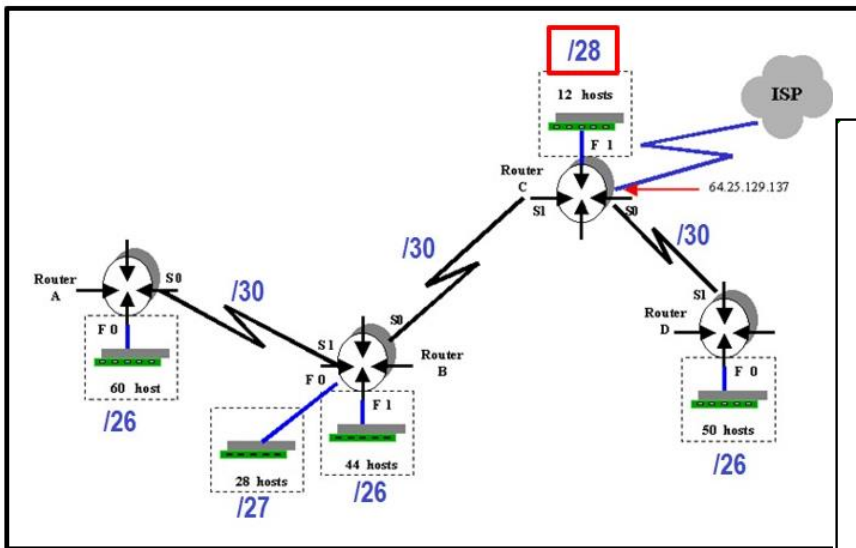 /28
12 hosts
ISP
F 1
Router
C
64.25.129.137
S1
S0
/30
/30
Router
A
S0
/30
S1
F 0
S0
S1
Router
D
F 0
Router
B
60 host
F 0
F 1
/26
50 hosts
44 hosts
/26
28 hosts
/26
/27